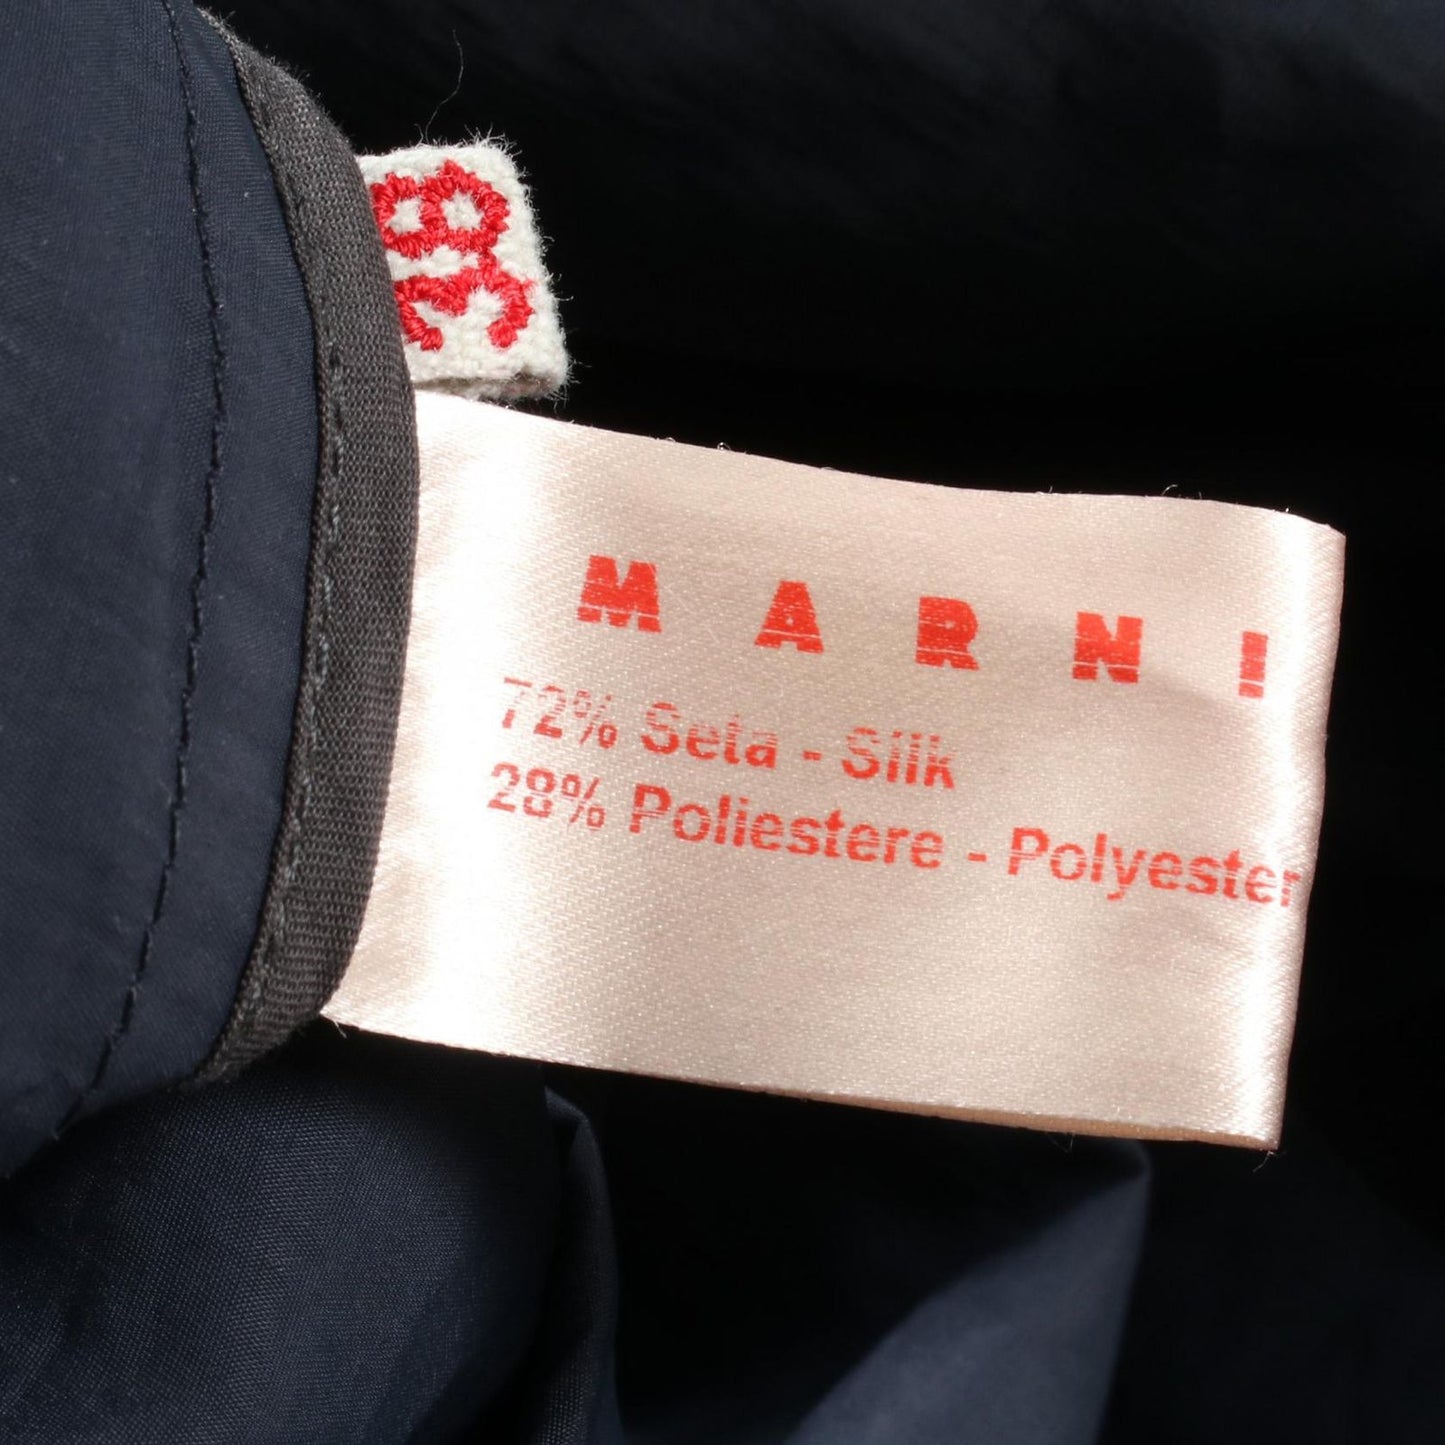 38
MARNI
72% Seta - Silk
28% Poliestere - Polyester